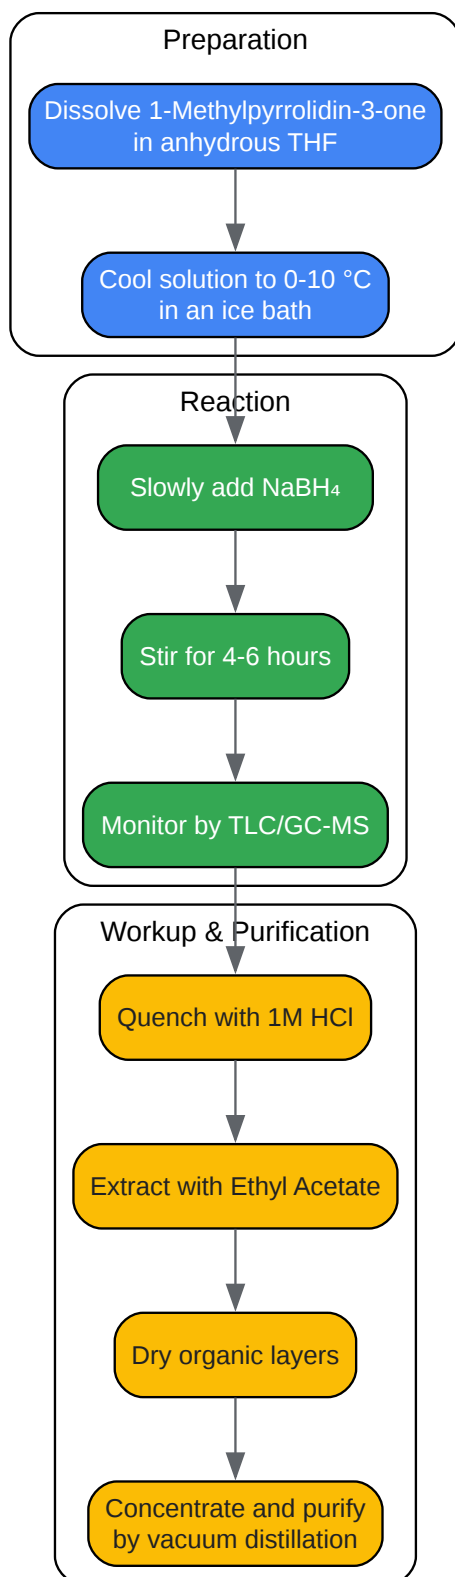 Preparation
Dissolve 1-Methylpyrrolidin-3-one
in anhydrous THF
Cool solution to 0-10 °C
in an ice bath
Reaction
Slowly add NaBH₄
Stir for 4-6 hours
Monitor by TLC/GC-MS
Workup & Purification
Quench with 1M HCl
Extract with Ethyl Acetate
Dry organic layers
Concentrate and purify
by vacuum distillation